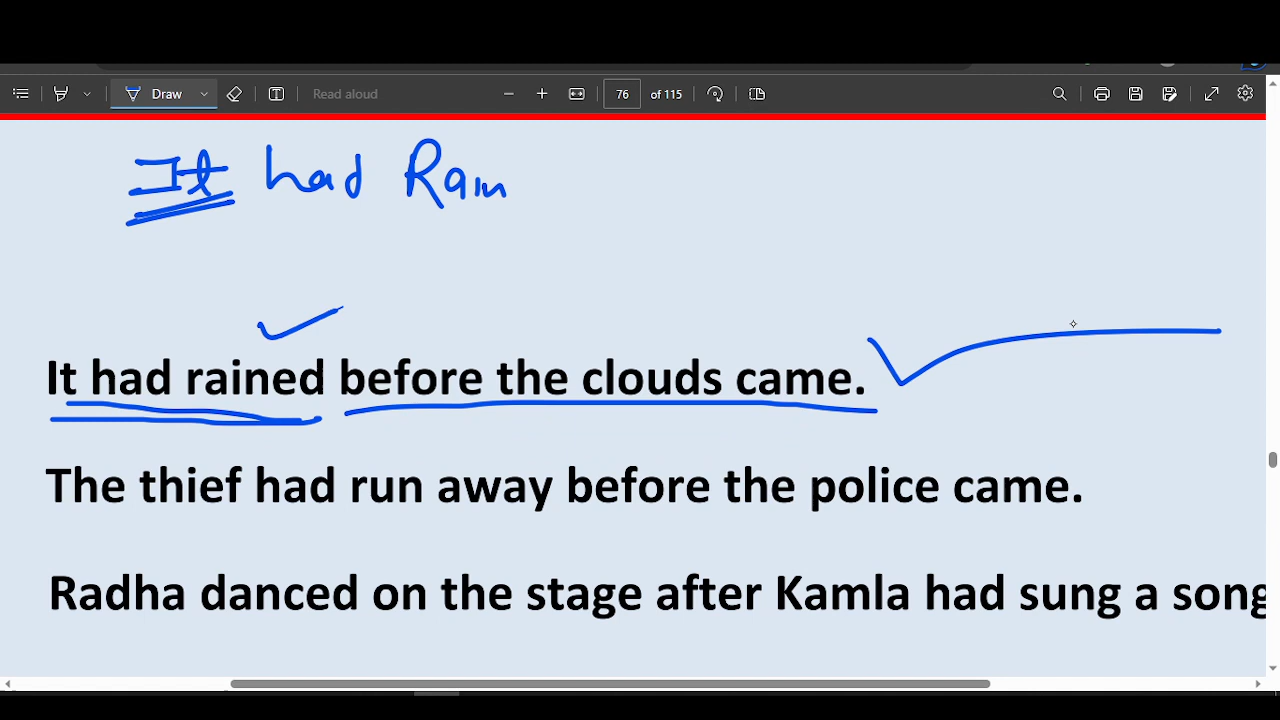 Draw
Read aloud
76 of 115
It had Rain
It had rained before the clouds came.
The thief had run away before the police came.
Radha danced on the stage after Kamla had sung a song